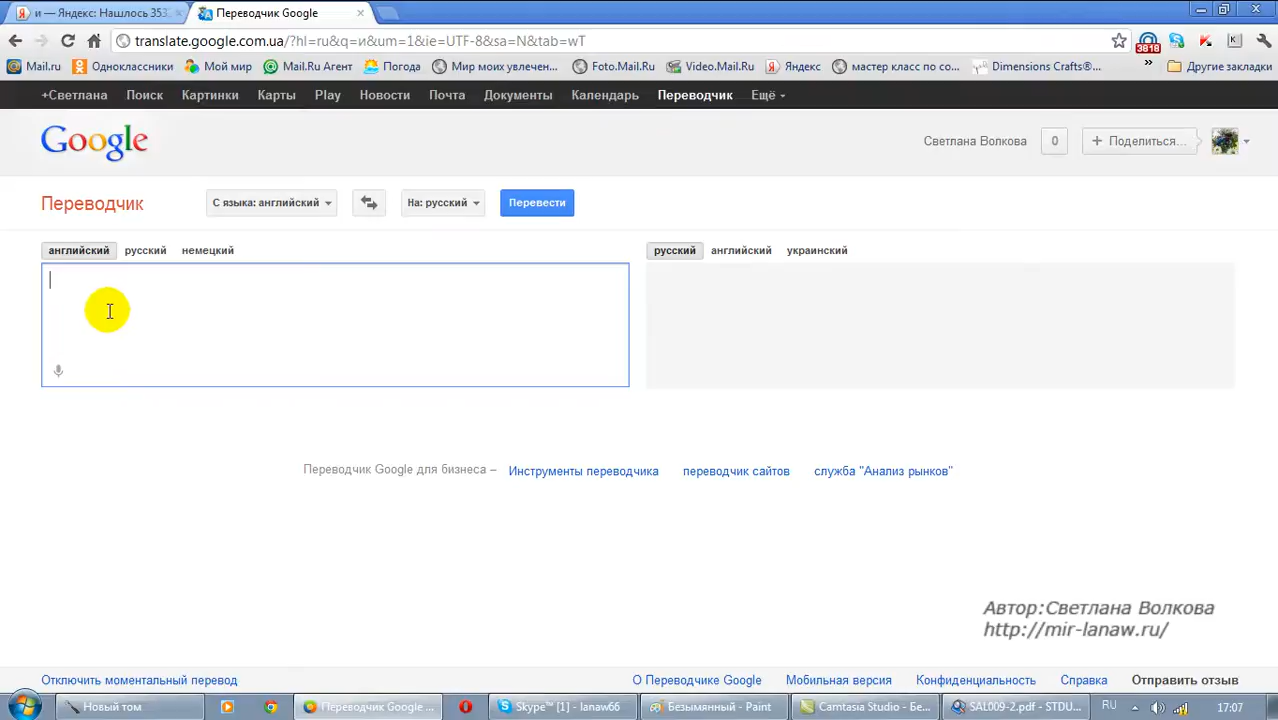 и — Яндекс: Нашлось 353
Переводчик Google
translate.google.com.ua/?hl=ru&q=и&um=1&ie=UTF-8&sa=N&tab=wT
3818
Mail.ru Одноклассники Мой мир Mail.Ru Агент Погода Мир моих увлечен... Foto.Mail.Ru Video.Mail.Ru Яндекс мастер класс по со... Dimensions Crafts®... » Другие закладки
+Светлана Поиск Картинки Карты Play Новости Почта Документы Календарь Переводчик Ещё
Google Светлана Волкова 0 + Поделиться...
Переводчик С языка: английский На: русский Перевести
английский русский немецкий русский английский украинский
Переводчик Google для бизнеса – Инструменты переводчика переводчик сайтов служба "Анализ рынков"
Автор:Светлана Волкова
http://mir-lanaw.ru/
Отключить моментальный перевод О Переводчике Google Мобильная версия Конфиденциальность Справка Отправить отзыв
Новый том Переводчик Google ... Skype™ [1] - lanaw66 Безымянный - Paint Camtasia Studio - Бе... SAL009-2.pdf - STDU... RU 17:07